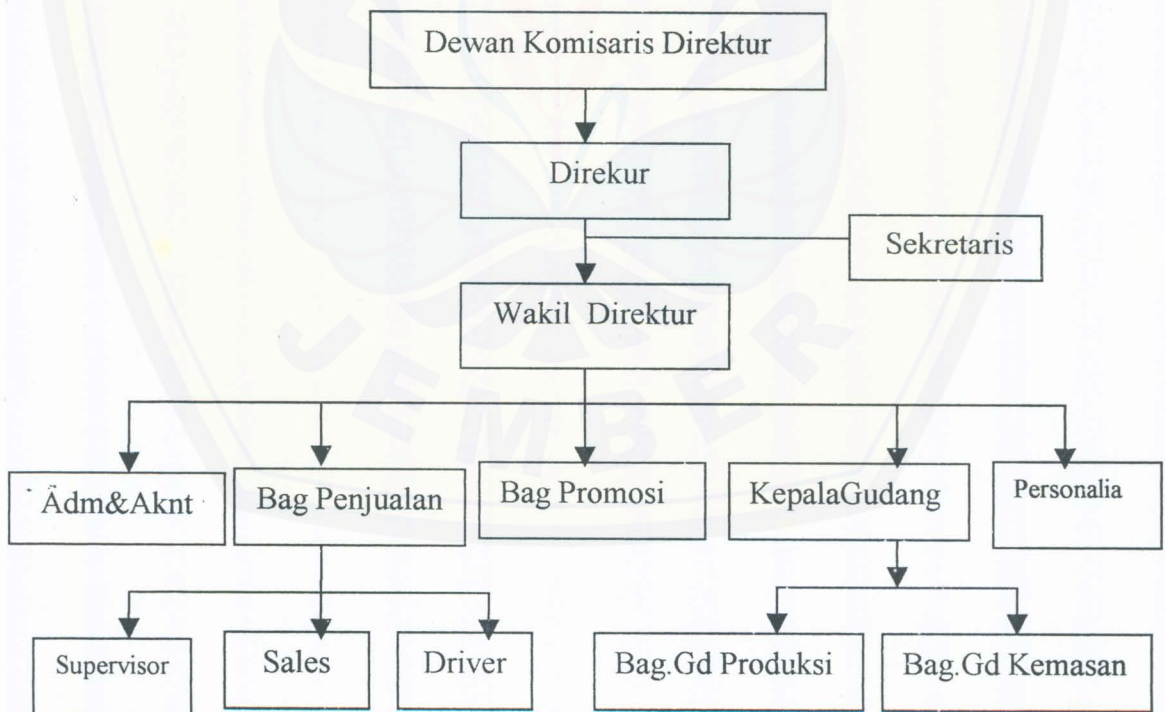 Dewan Komisaris Direktur
Direkur
Sekretaris
Wakil Direktur
JEMBER
Adm&Aknt
Bag Penjualan
Bag Promosi
KepalaGudang
Personalia
Supervisor
Sales
Driver
Bag.Gd Produksi
Bag.Gd Kemasan